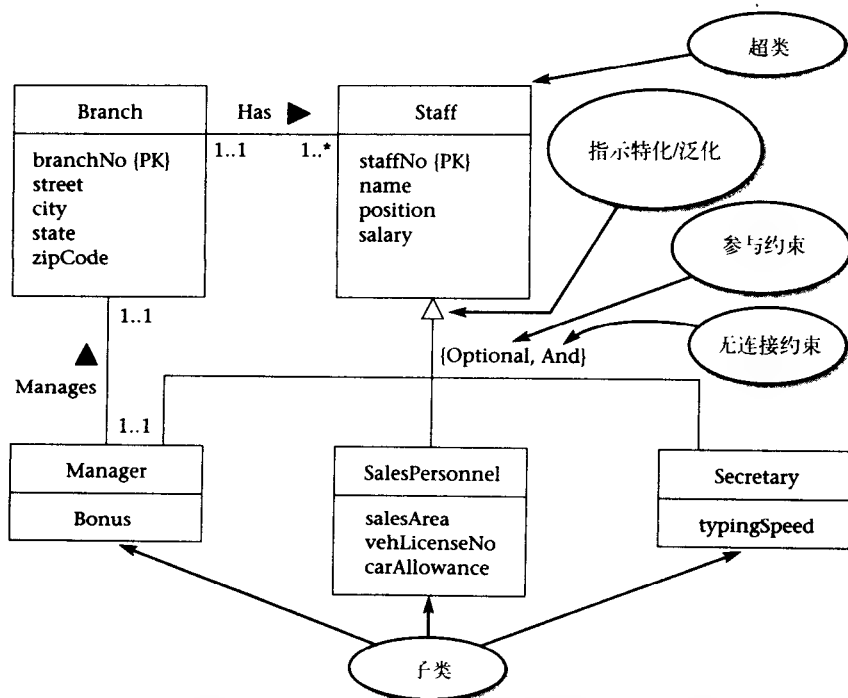 超类
Branch
Has ▶
Staff
1..1
1..*
branchNo {PK}
street
city
state
zipCode
staffNo {PK}
name
position
salary
指示特化/泛化
参与约束
无连接约束
{Optional, And}
1..1
▲
Manages
1..1
Manager
Bonus
SalesPersonnel
salesArea
vehLicenseNo
carAllowance
Secretary
typingSpeed
子类